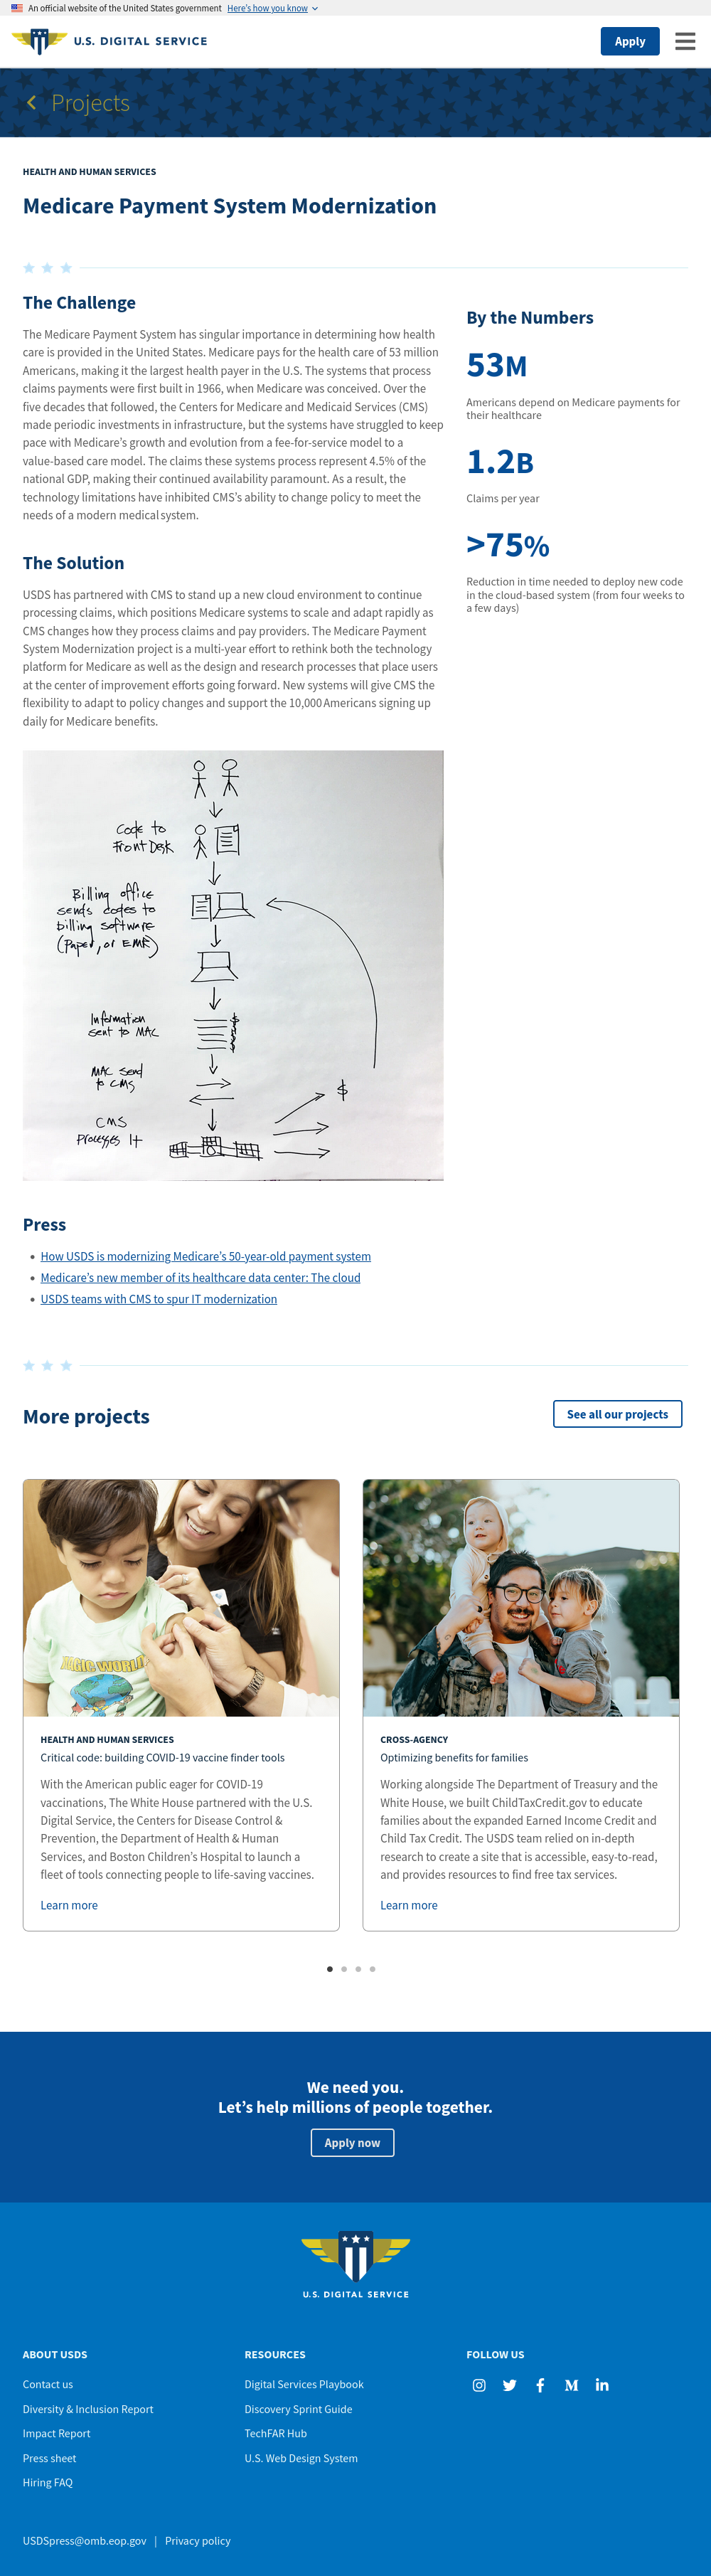 An official website of the United States government Here's how you know
U.S. DIGITAL SERVICE
Apply
Projects
HEALTH AND HUMAN SERVICES
Medicare Payment System Modernization
The Challenge
The Medicare Payment System has singular importance in determining how health
care is provided in the United States. Medicare pays for the health care of 53 million
Americans, making it the largest health payer in the U.S. The systems that process
claims payments were first built in 1966, when Medicare was conceived. Over the
five decades that followed, the Centers for Medicare and Medicaid Services (CMS)
made periodic investments in infrastructure, but the systems have struggled to keep
pace with Medicare's growth and evolution from a fee-for-service model to a
value-based care model. The claims these systems process represent 4.5% of the
national GDP, making their continued availability paramount. As a result, the
technology limitations have inhibited CMS's ability to change policy to meet the
needs of a modern medical system.
The Solution
USDS has partnered with CMS to stand up a new cloud environment to continue
processing claims, which positions Medicare systems to scale and adapt rapidly as
CMS changes how they process claims and pay providers. The Medicare Payment
System Modernization project is a multi-year effort to rethink both the technology
platform for Medicare as well as the design and research processes that place users
at the center of improvement efforts going forward. New systems will give CMS the
flexibility to adapt to policy changes and support the 10,000 Americans signing up
daily for Medicare benefits.
By the Numbers
53M
Americans depend on Medicare payments for
their healthcare
1.2B
Claims per year
>75%
Reduction in time needed to deploy new code
in the cloud-based system (from four weeks to
a few days)
Code to
Front Desk
Billing office
sends codes to
billing software
(Paper, or EMR)
Information
sent to MAC
$
$
$
$
MAC send
to CMS
$
CMS
Processes It
Press
How USDS is modernizing Medicare's 50-year-old payment system
Medicare's new member of its healthcare data center: The cloud
USDS teams with CMS to spur IT modernization
More projects
See all our projects
MAGIC WORLD
HEALTH AND HUMAN SERVICES
Critical code: building COVID-19 vaccine finder tools
With the American public eager for COVID-19
vaccinations, The White House partnered with the U.S.
Digital Service, the Centers for Disease Control &
Prevention, the Department of Health & Human
Services, and Boston Children's Hospital to launch a
fleet of tools connecting people to life-saving vaccines.
Learn more
CROSS-AGENCY
Optimizing benefits for families
Working alongside The Department of Treasury and the
White House, we built ChildTaxCredit.gov to educate
families about the expanded Earned Income Credit and
Child Tax Credit. The USDS team relied on in-depth
research to create a site that is accessible, easy-to-read,
and provides resources to find free tax services.
Learn more
We need you.
Let's help millions of people together.
Apply now
U.S. DIGITAL SERVICE
ABOUT USDS
Contact us
Diversity & Inclusion Report
Impact Report
Press sheet
Hiring FAQ
RESOURCES
Digital Services Playbook
Discovery Sprint Guide
TechFAR Hub
U.S. Web Design System
FOLLOW US
USDSpress@omb.eop.gov | Privacy policy